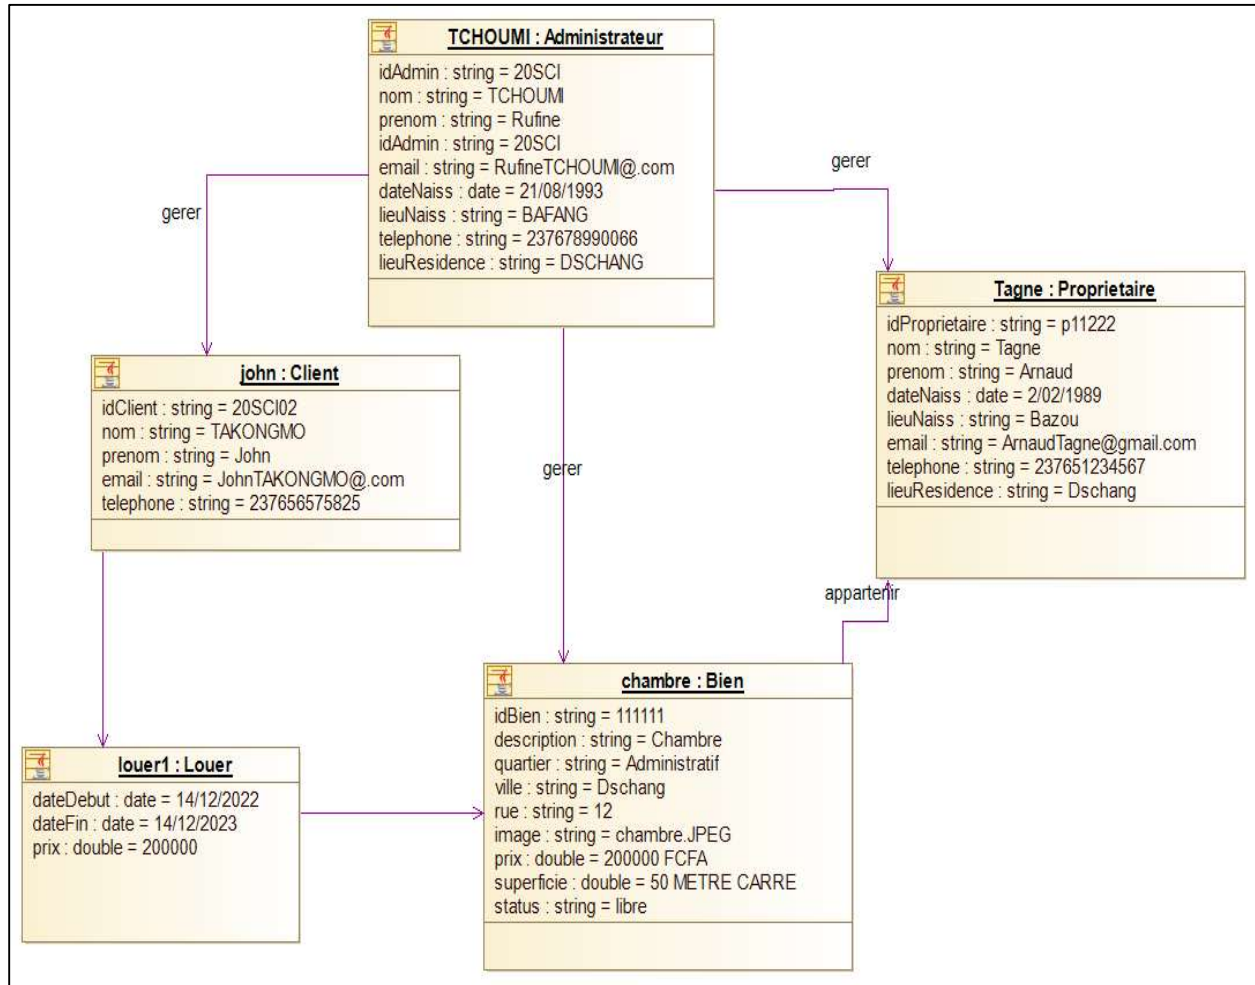 TCHOUMI : Administrateur
idAdmin : string = 20SCI
nom : string = TCHOUMI
prenom : string = Rufine
idAdmin : string = 20SCI
email : string = RufineTCHOUMI@.com
dateNaiss : date = 21/08/1993
lieuNaiss : string = BAFANG
telephone : string = 237678990066
lieuResidence : string = DSCHANG
gerer
gerer
Tagne : Proprietaire
idProprietaire : string = p11222
nom : string = Tagne
prenom : string = Arnaud
dateNaiss : date = 2/02/1989
lieuNaiss : string = Bazou
email : string = ArnaudTagne@gmail.com
telephone : string = 237651234567
lieuResidence : string = Dschang
john : Client
idClient : string = 20SCI02
nom : string = TAKONGMO
prenom : string = John
email : string = JohnTAKONGMO@.com
telephone : string = 237656575825
gerer
appartenir
chambre : Bien
idBien : string = 111111
description : string = Chambre
quartier : string = Administratif
ville : string = Dschang
rue : string = 12
image : string = chambre.JPEG
prix : double = 200000 FCFA
superficie : double = 50 METRE CARRE
status : string = libre
louer1 : Louer
dateDebut : date = 14/12/2022
dateFin : date = 14/12/2023
prix : double = 200000